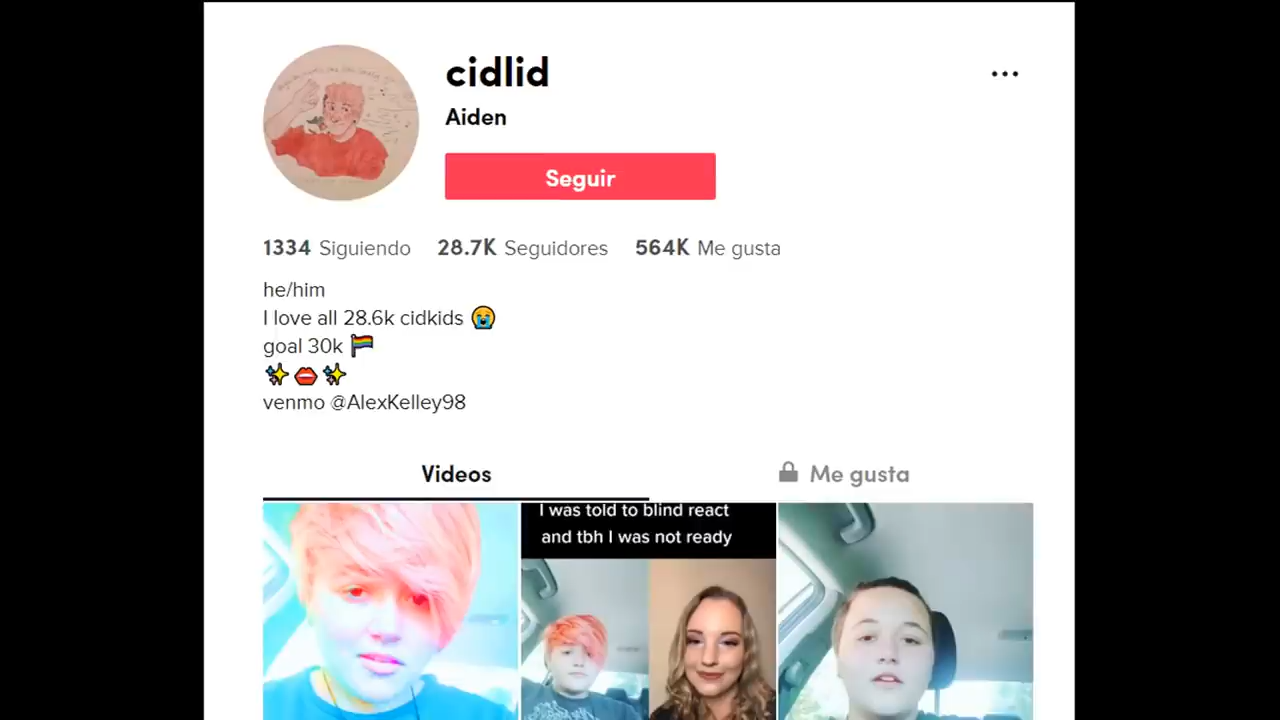 cidlid
Aiden
Seguir
1334 Siguiendo 28.7K Seguidores 564K Me gusta
he/him
I love all 28.6k cidkids 😭
goal 30k 🏳️‍🌈
✨👄✨
venmo @AlexKelley98
Videos Me gusta
I was told to blind react
and tbh I was not ready